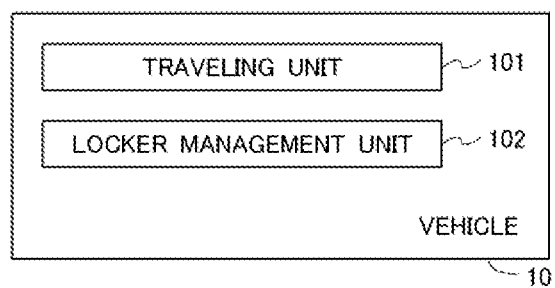 TRAVELING UNIT 101
LOCKER MANAGEMENT UNIT 102
VEHICLE
10